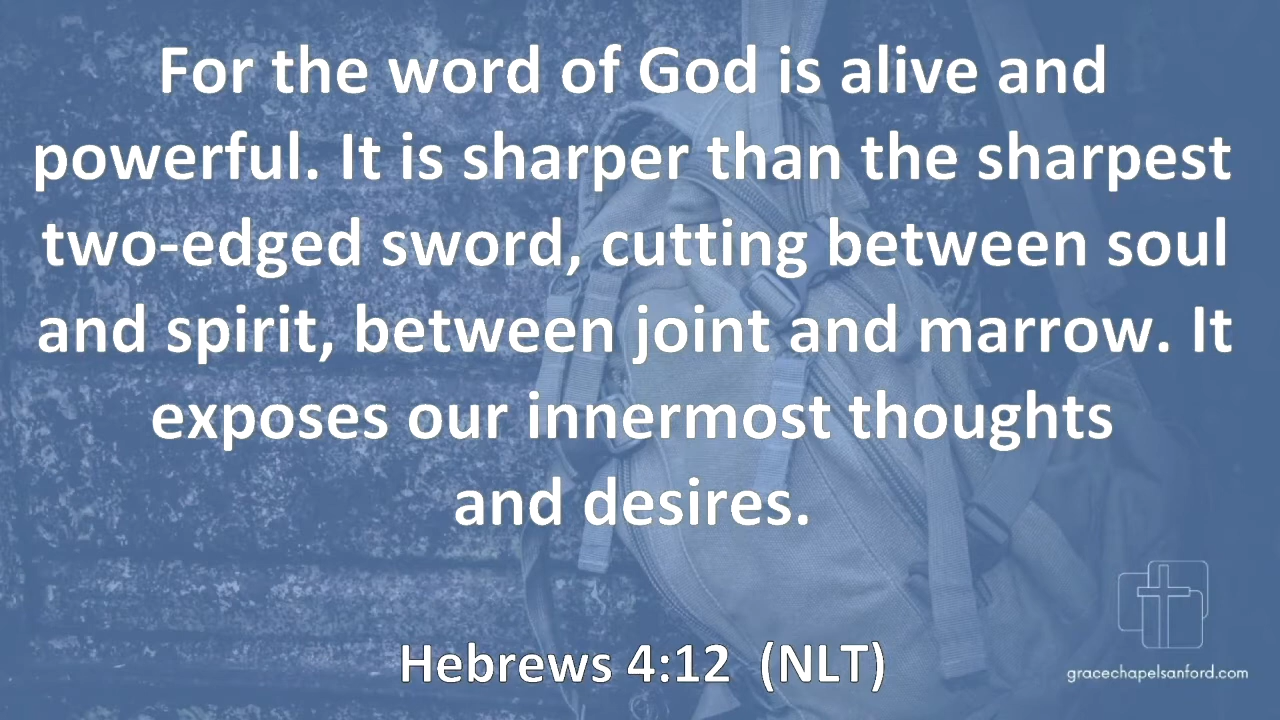 For the word of God is alive and
powerful. It is sharper than the sharpest
two-edged sword, cutting between soul
and spirit, between joint and marrow. It
exposes our innermost thoughts
and desires.
Hebrews 4:12 (NLT)
gracechapelsanford.com